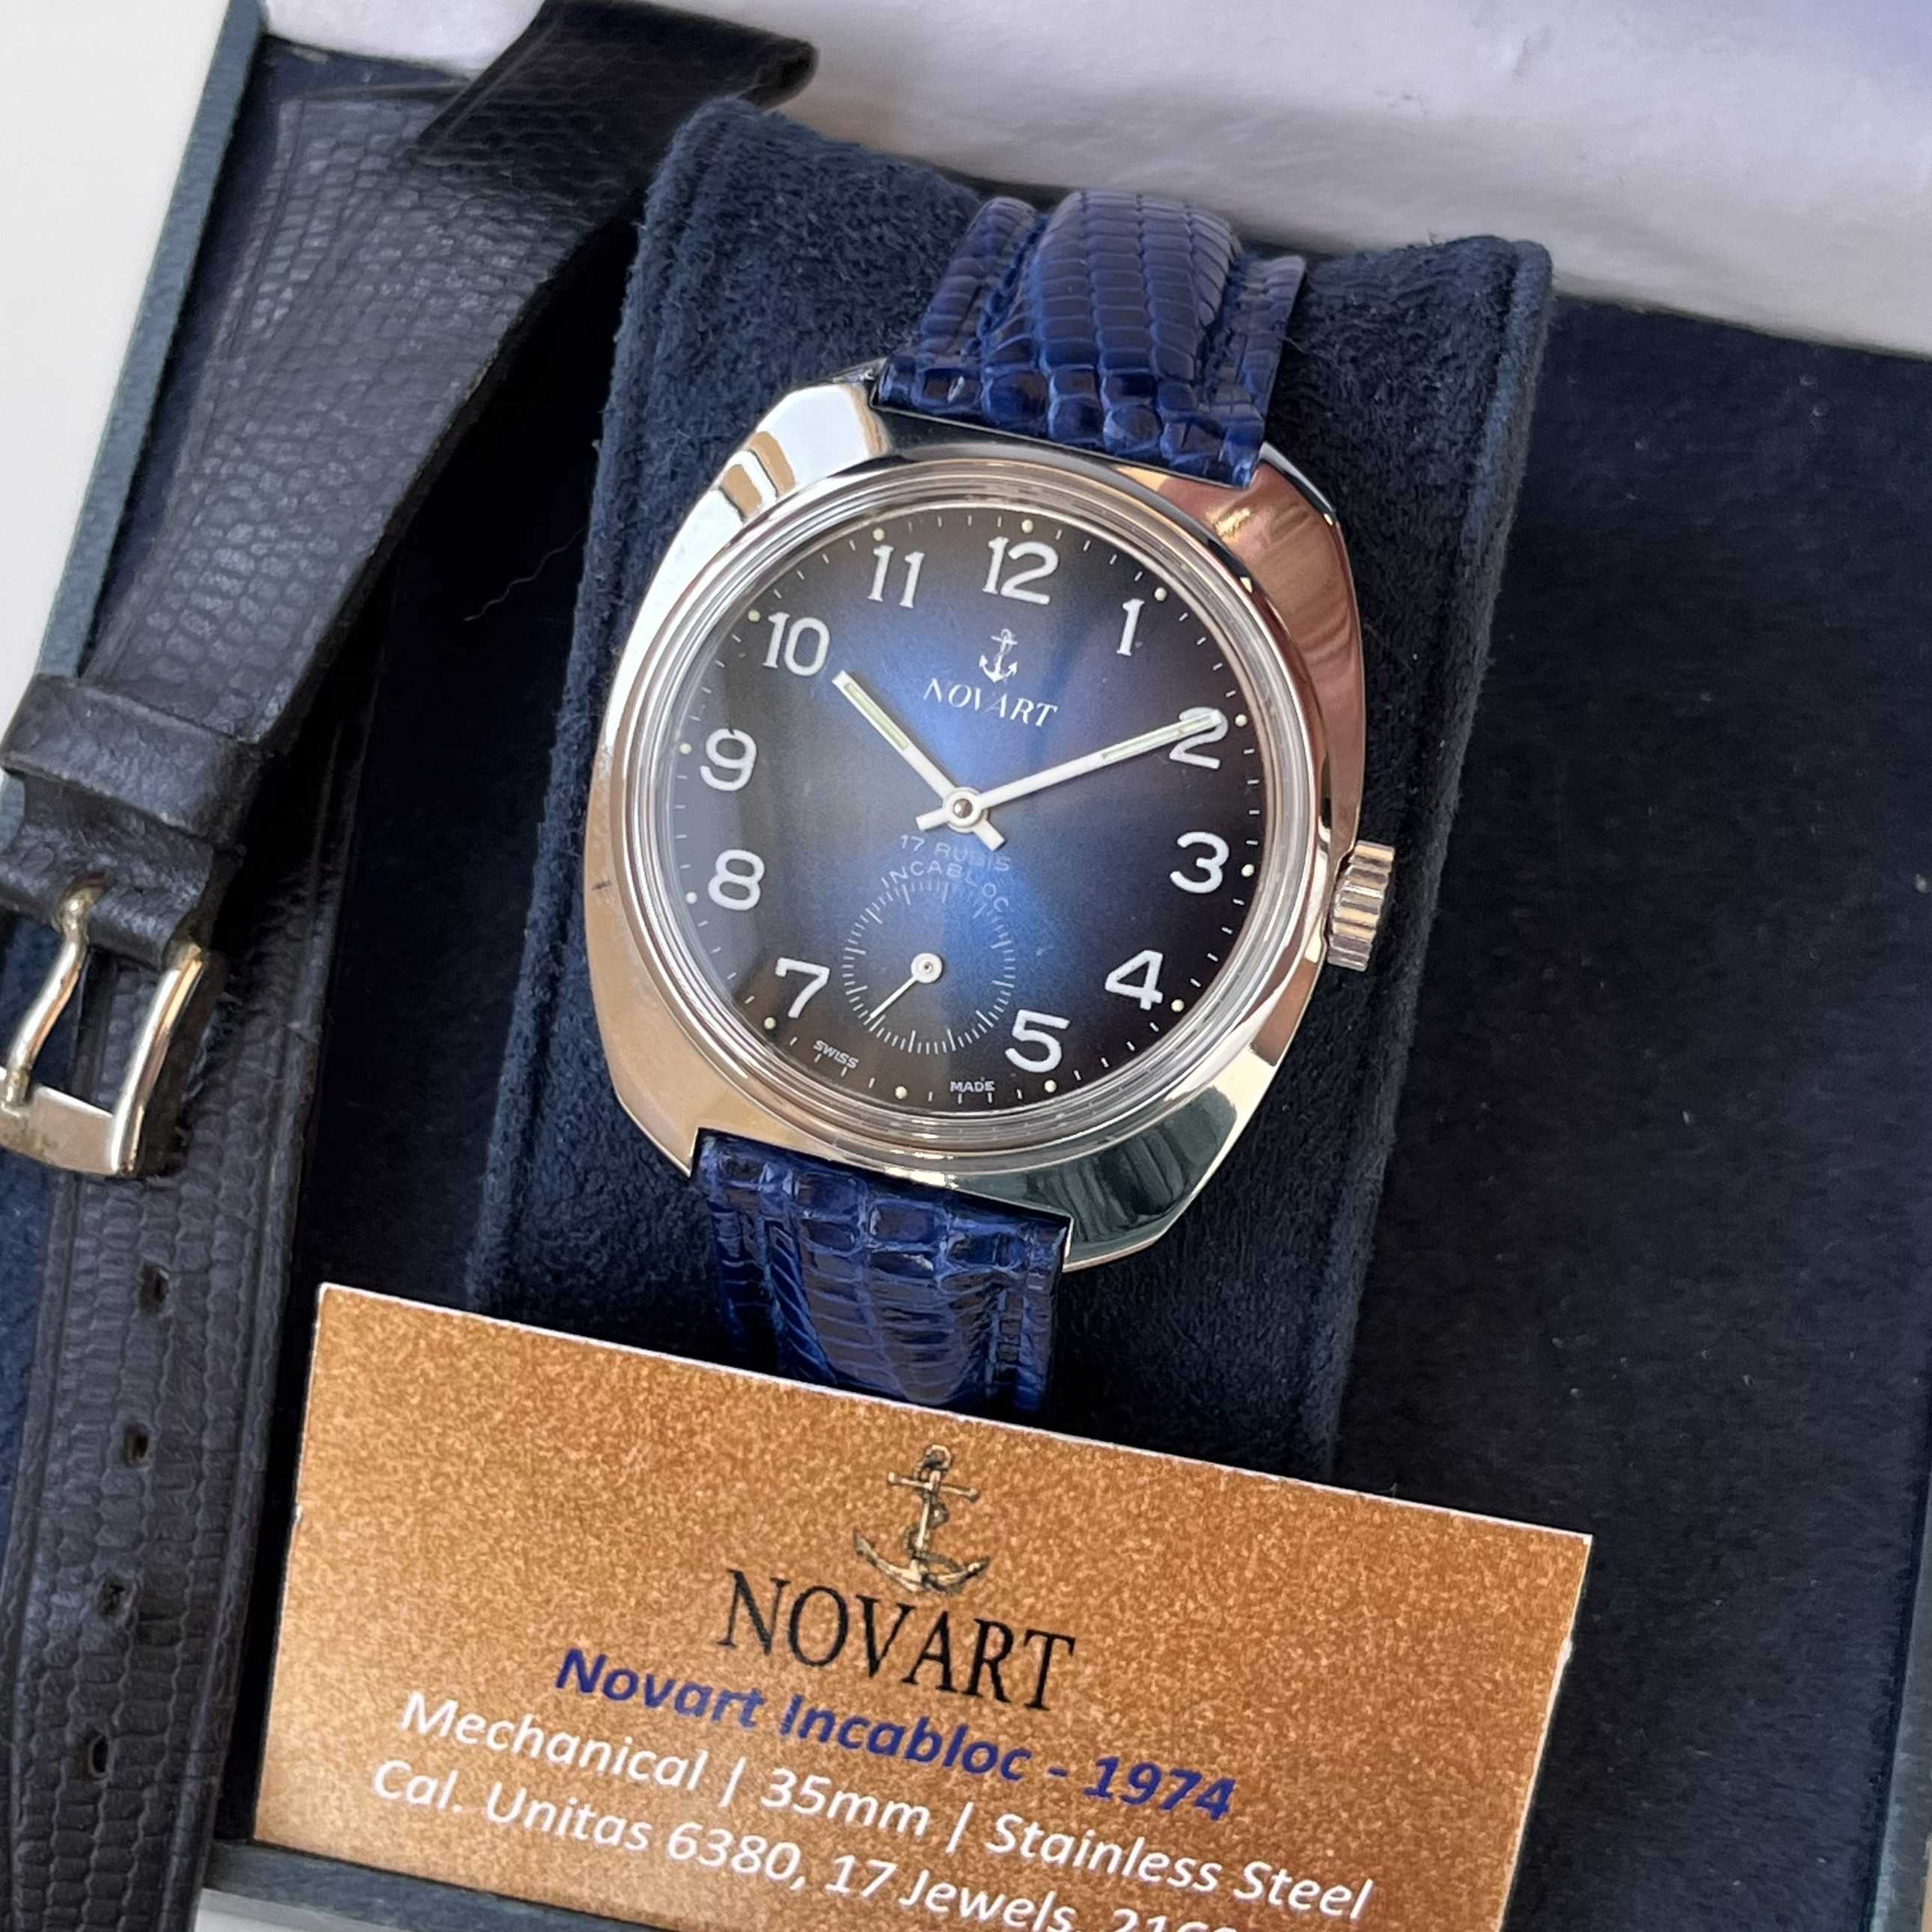 12
11
1
10
NOVART
2
9
17 RUBIS
3
INCABLOC
8
4
7
5
SWISS
MADE
NOVART
Novart Incabloc - 1974
Mechanical | 35mm | Stainless Steel
Cal. Unitas 6380, 17 Jewels,